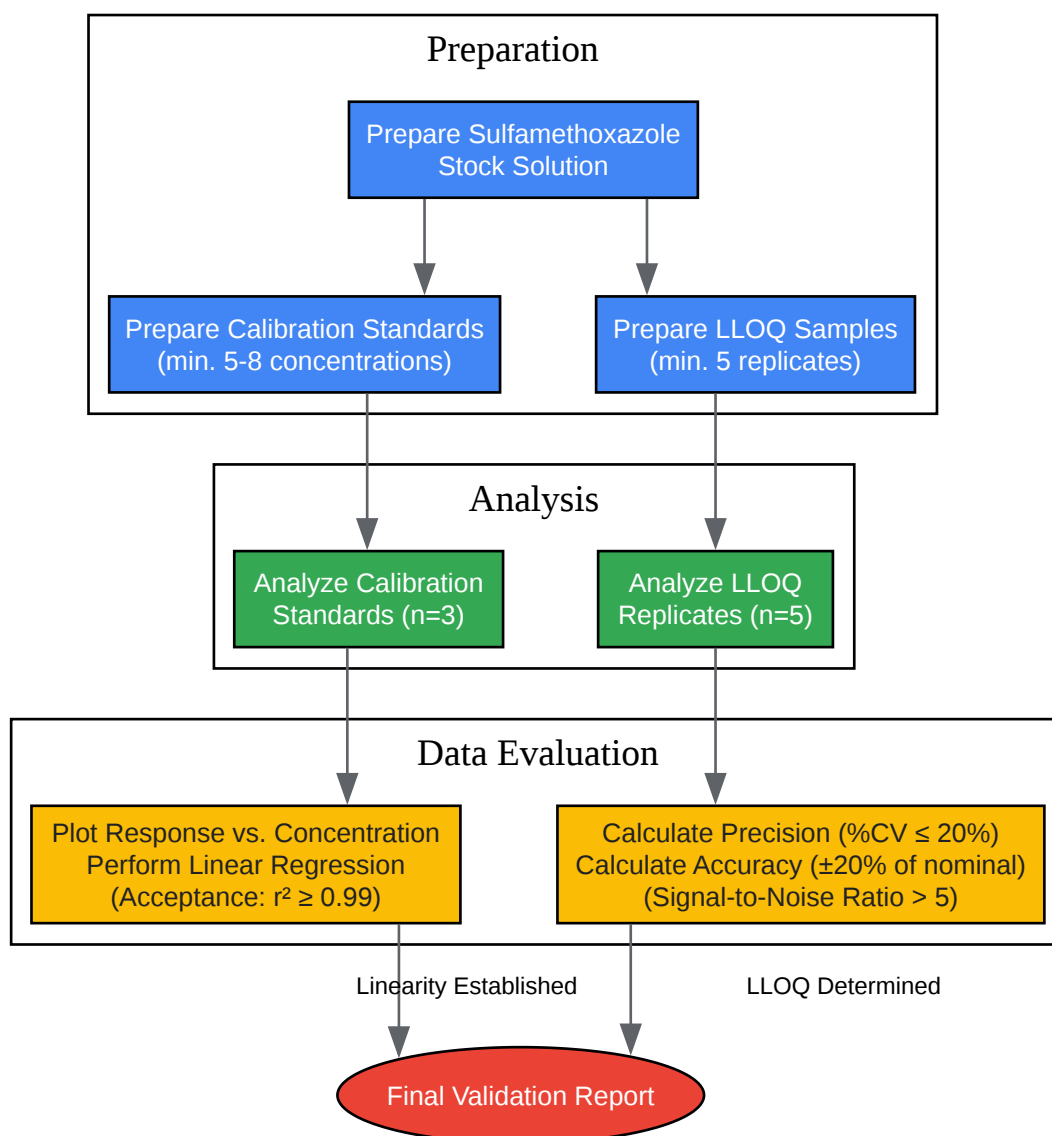 Preparation
Prepare Sulfamethoxazole
Stock Solution
Prepare Calibration Standards
(min. 5-8 concentrations)
Prepare LLOQ Samples
(min. 5 replicates)
Analysis
Analyze Calibration
Standards (n=3)
Analyze LLOQ
Replicates (n=5)
Data Evaluation
Plot Response vs. Concentration
Perform Linear Regression
(Acceptance: r² ≥ 0.99)
Calculate Precision (%CV ≤ 20%)
Calculate Accuracy (±20% of nominal)
(Signal-to-Noise Ratio > 5)
Linearity Established
LLOQ Determined
Final Validation Report